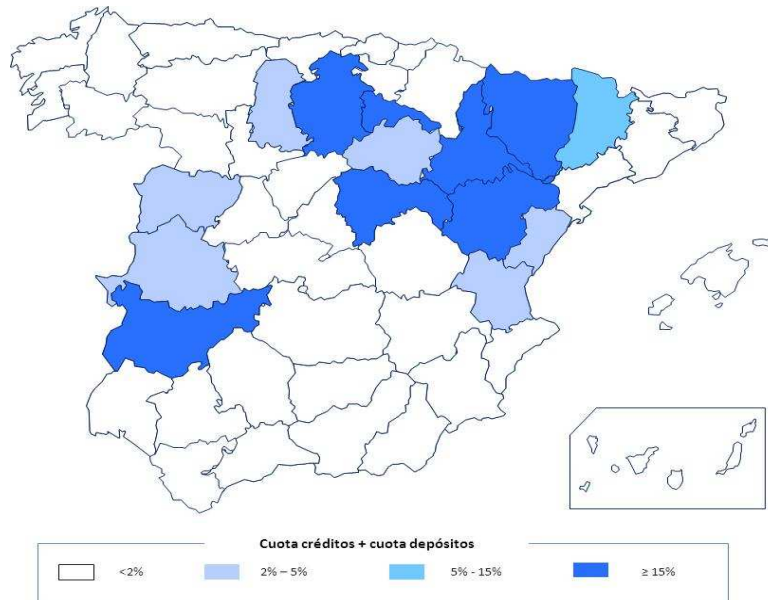 Cuota créditos + cuota depósitos
<2%
2% – 5%
5% - 15%
≥ 15%